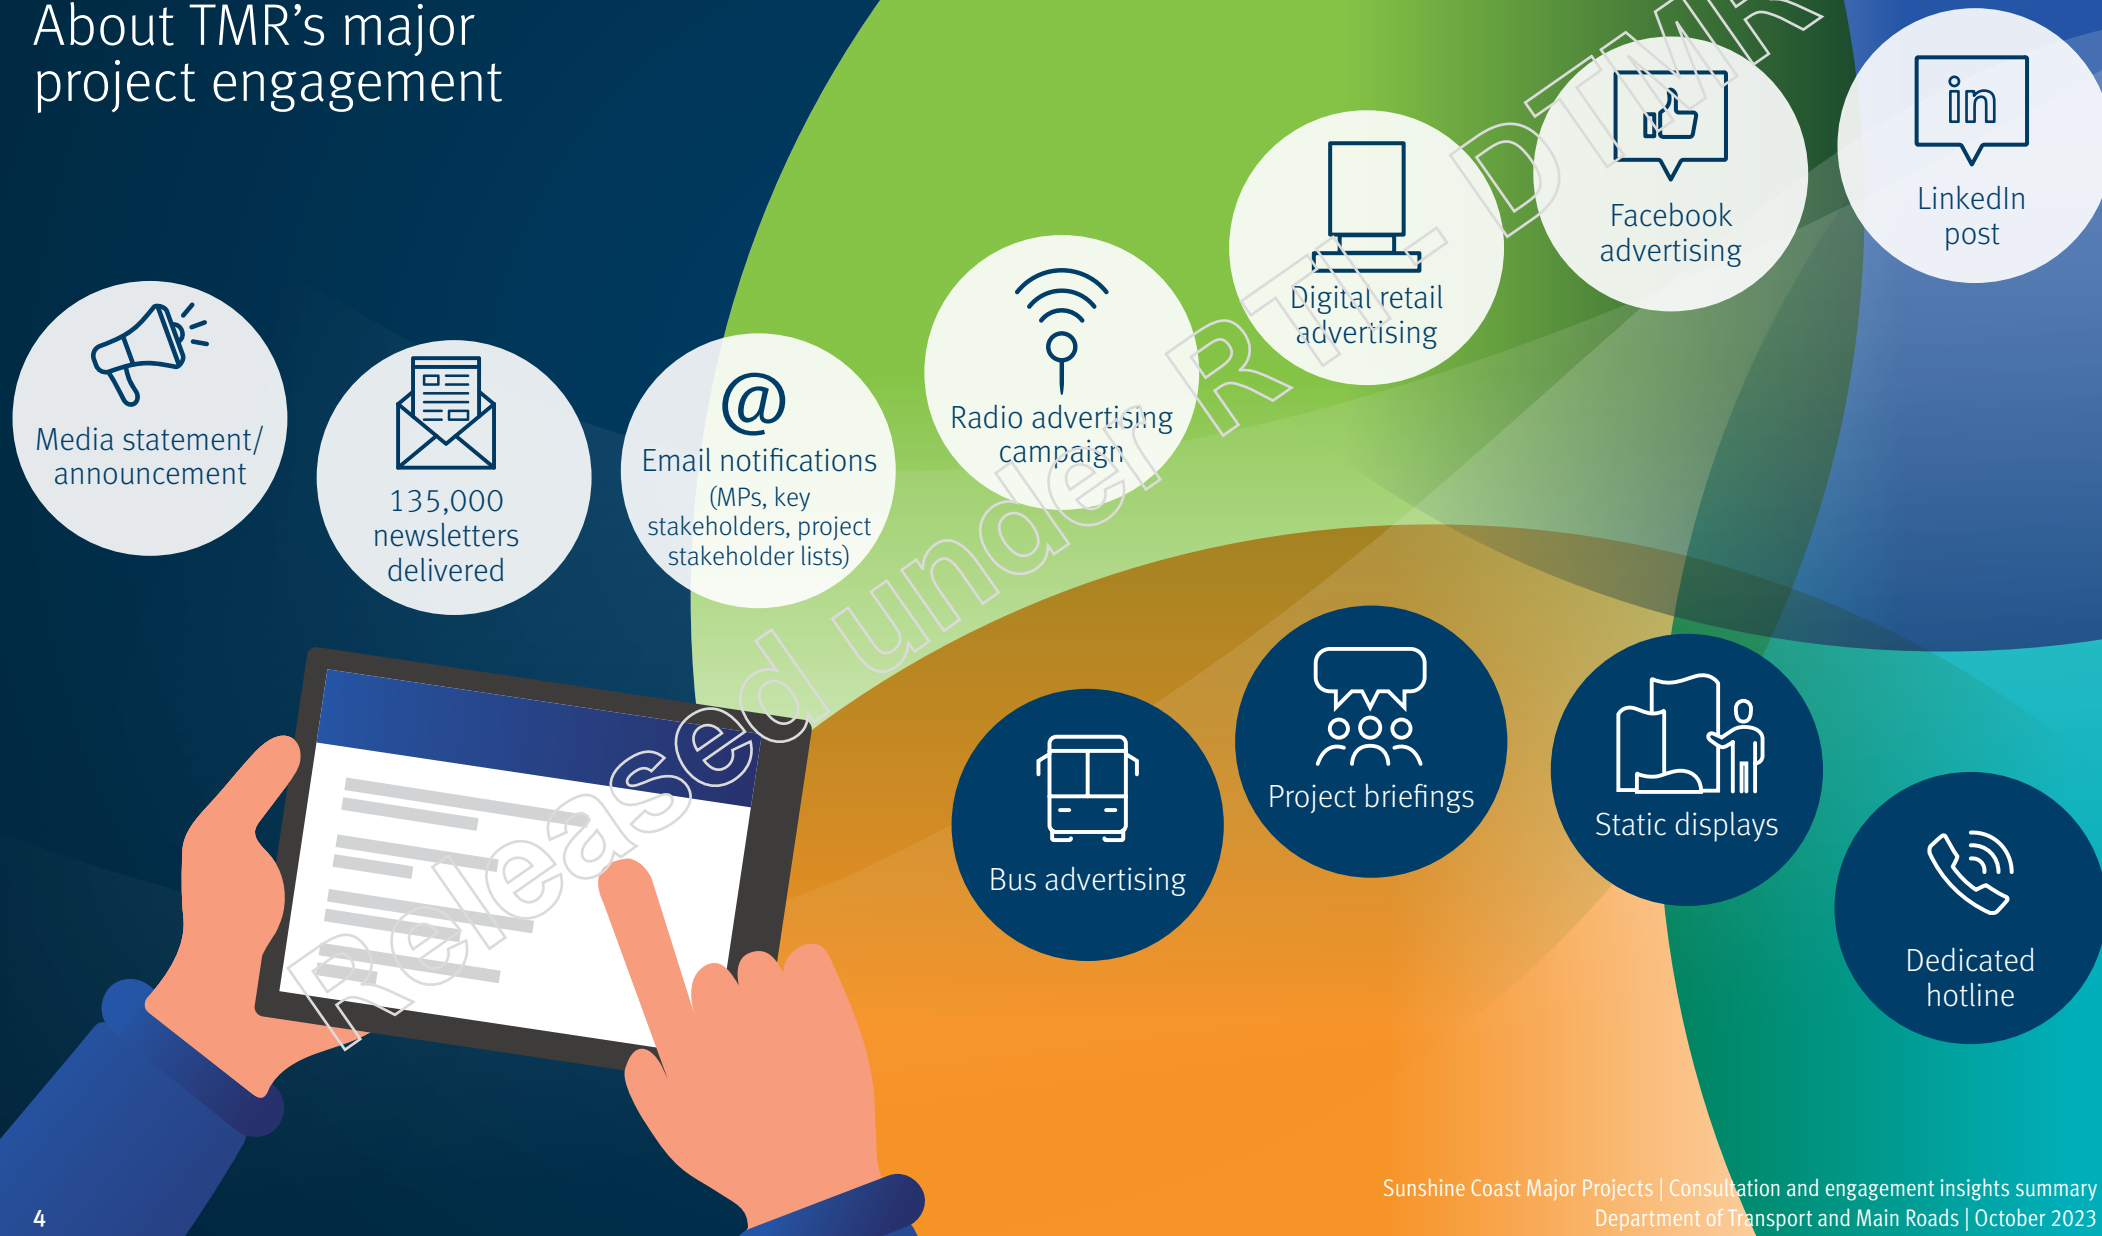 About TMR's major
project engagement
Media statement/
announcement
135,000
newsletters
delivered
@
Email notifications
(MPs, key
stakeholders, project
stakeholder lists)
Radio advertising
campaign
Digital retail
advertising
Facebook
advertising
in
LinkedIn
post
Bus advertising
Project briefings
Static displays
Dedicated
hotline
Released under RTI - DTMR
4
Sunshine Coast Major Projects | Consultation and engagement insights summary
Department of Transport and Main Roads | October 2023